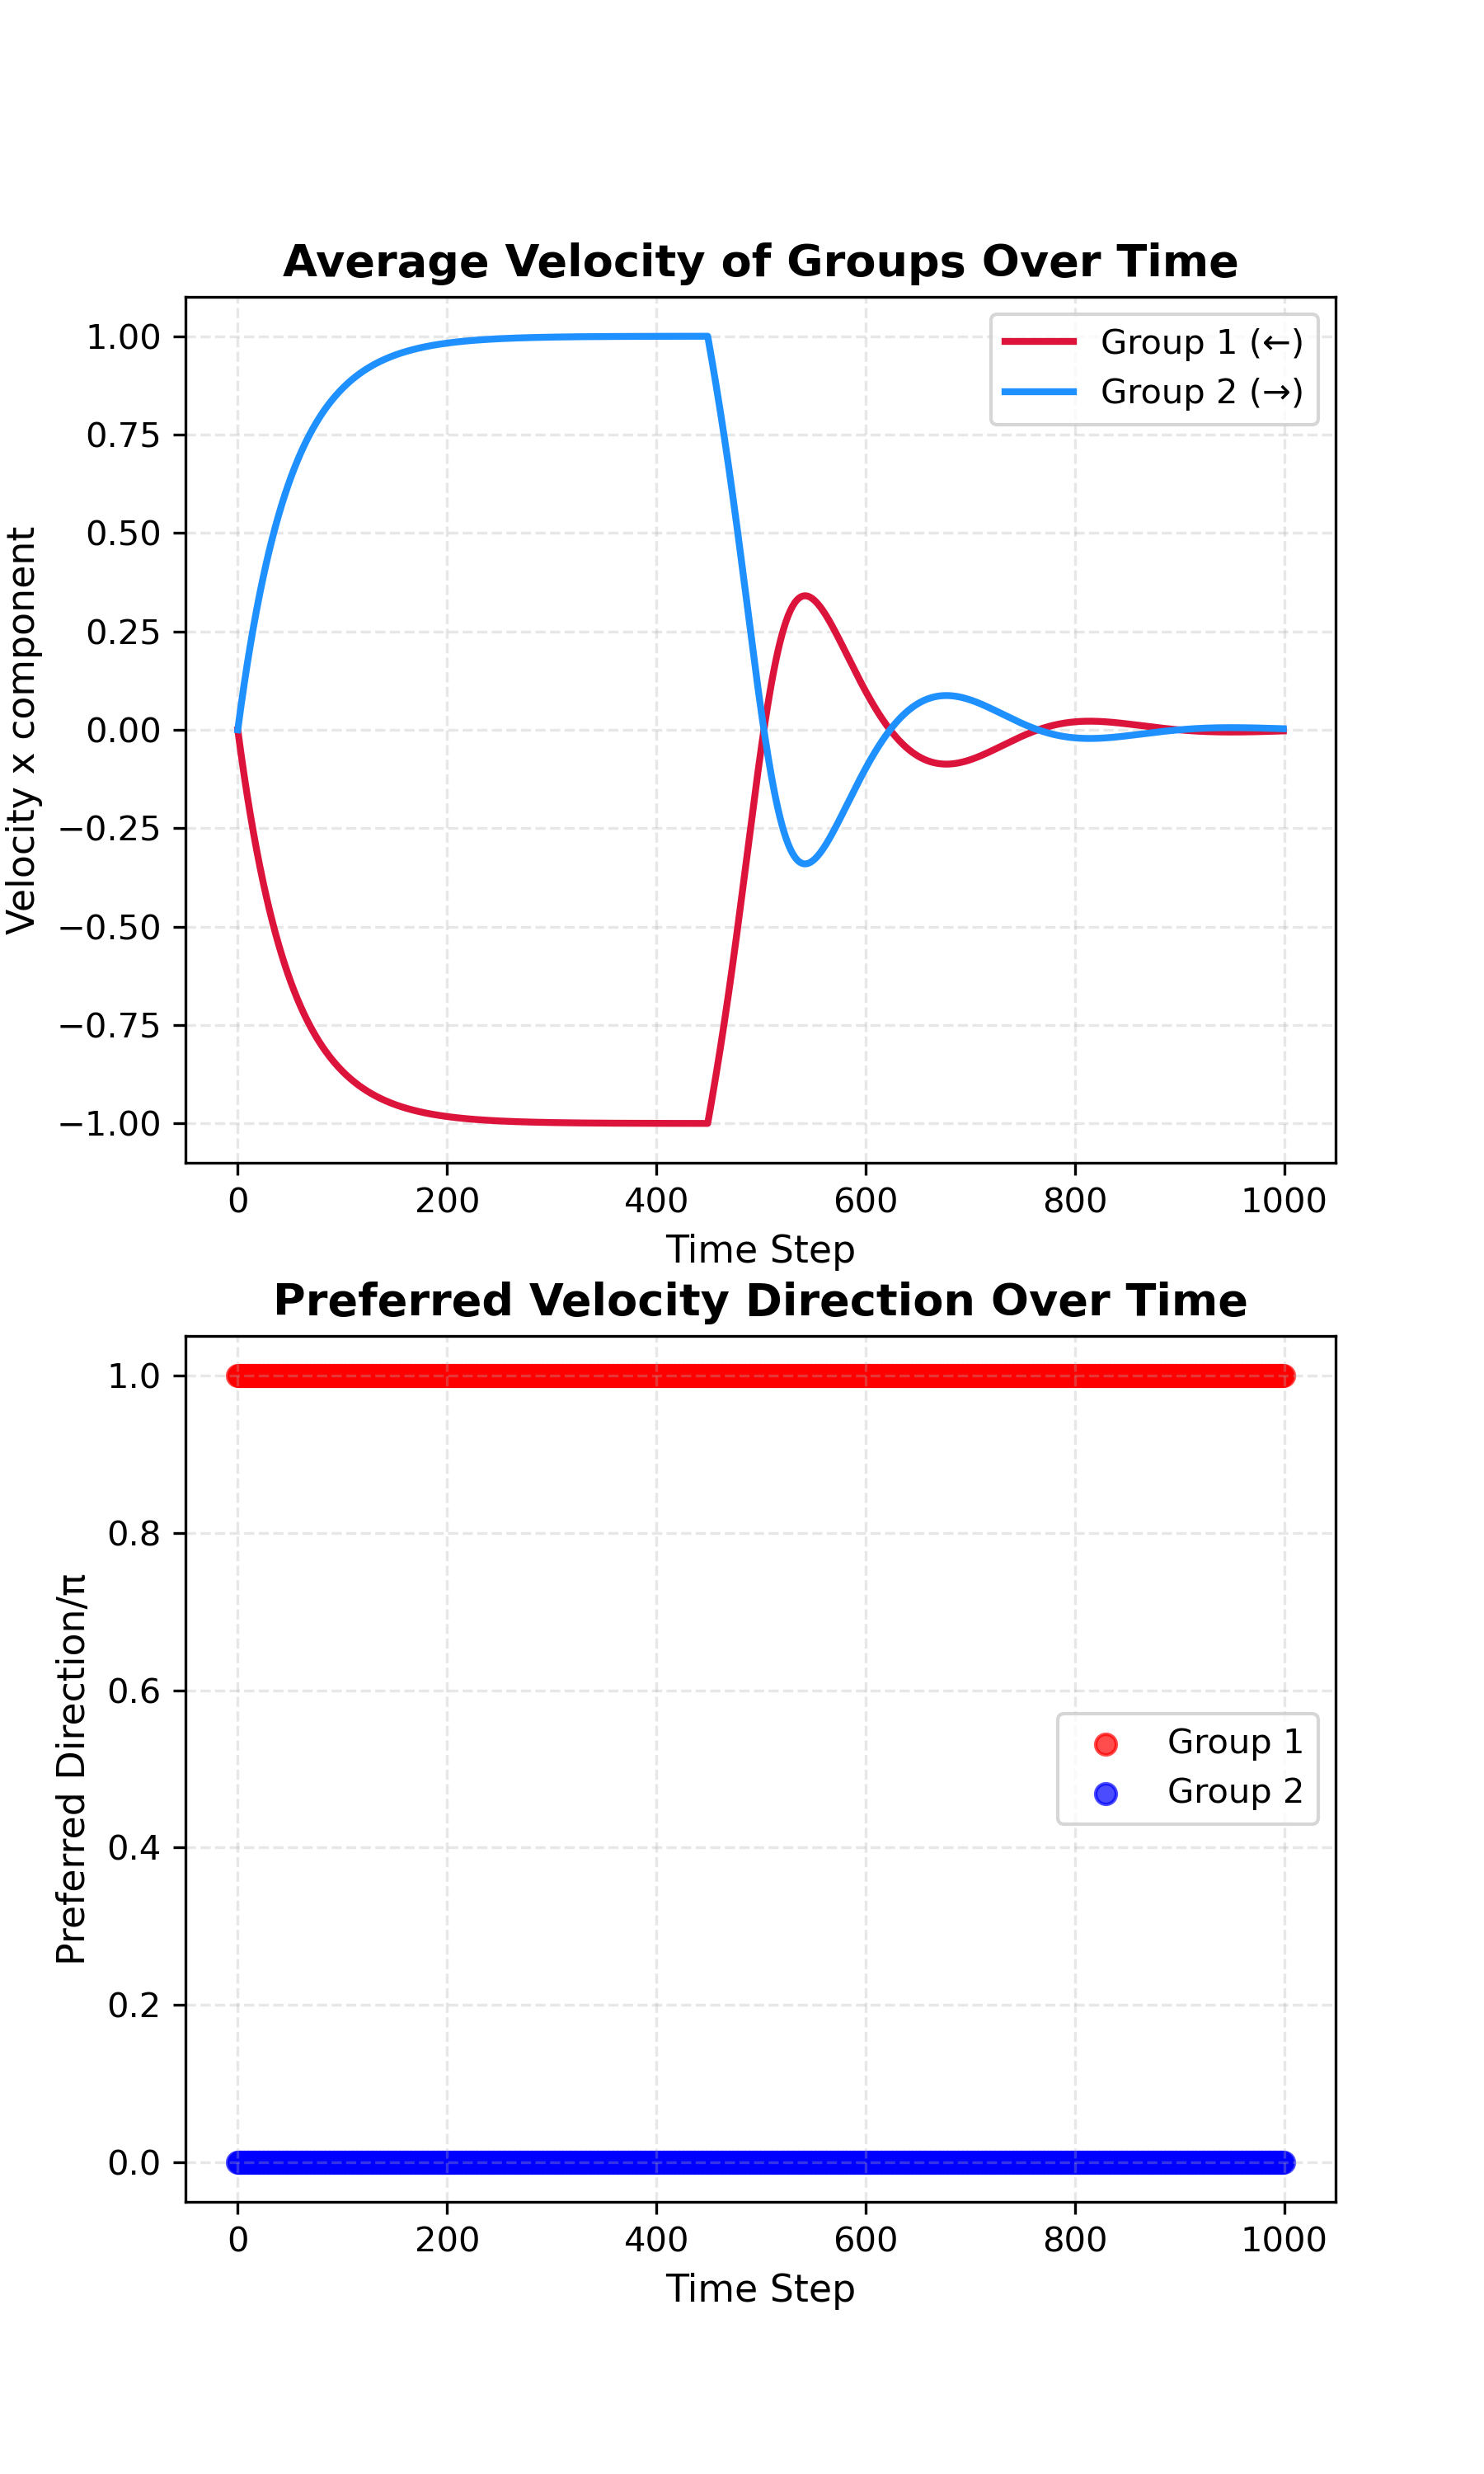 Average Velocity of Groups Over Time
Velocity x component
1.00
0.75
0.50
0.25
0.00
−0.25
−0.50
−0.75
−1.00
Group 1 (←)
Group 2 (→)
0 200 400 600 800 1000
Time Step
Preferred Velocity Direction Over Time
Preferred Direction/π
1.0
0.8
0.6
0.4
0.2
0.0
Group 1
Group 2
0 200 400 600 800 1000
Time Step